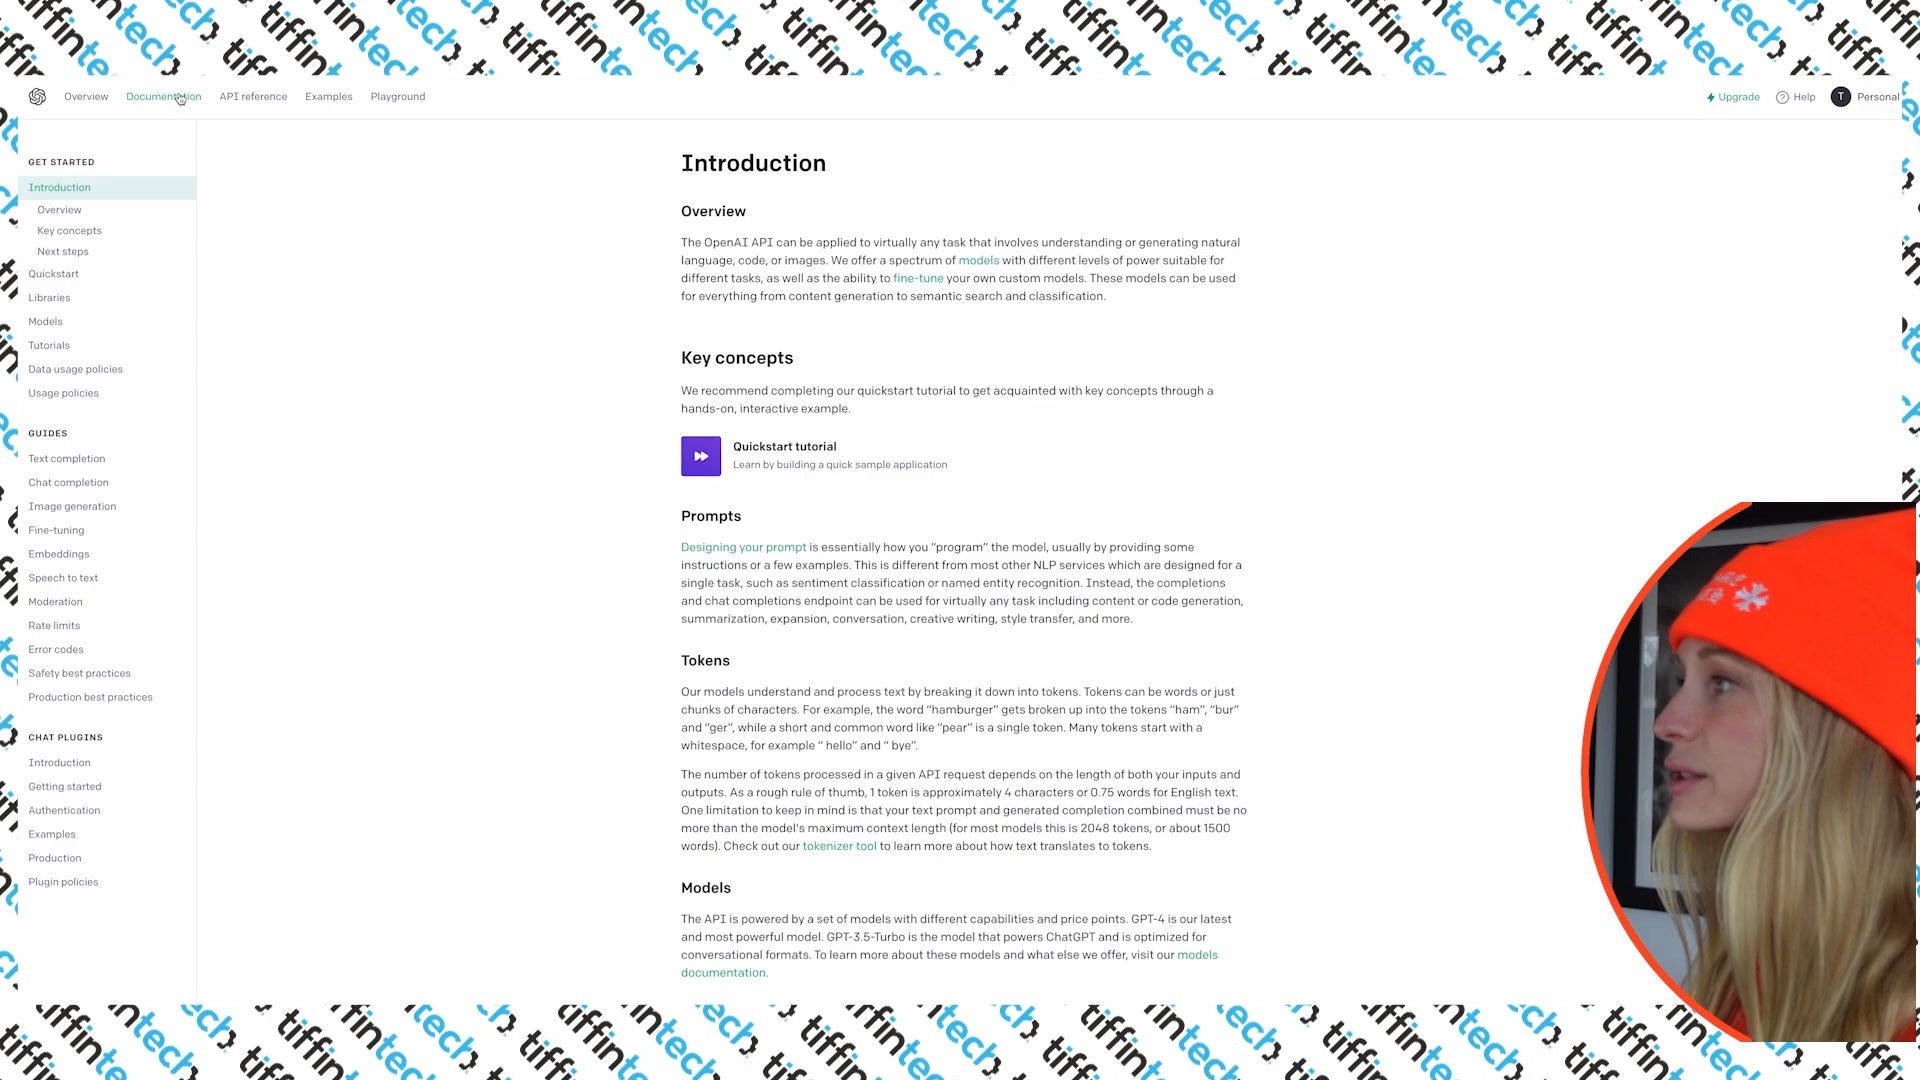 tiffintech
Overview
Documentation
API reference
Examples
Playground
Upgrade
Help
T
Personal
GET STARTED
Introduction
Overview
Key concepts
Next steps
Quickstart
Libraries
Models
Tutorials
Data usage policies
Usage policies
GUIDES
Text completion
Chat completion
Image generation
Fine-tuning
Embeddings
Speech to text
Moderation
Rate limits
Error codes
Safety best practices
Production best practices
CHAT PLUGINS
Introduction
Getting started
Authentication
Examples
Production
Plugin policies
Introduction
Overview
The OpenAI API can be applied to virtually any task that involves understanding or generating natural
language, code, or images. We offer a spectrum of models with different levels of power suitable for
different tasks, as well as the ability to fine-tune your own custom models. These models can be used
for everything from content generation to semantic search and classification.
Key concepts
We recommend completing our quickstart tutorial to get acquainted with key concepts through a
hands-on, interactive example.
Quickstart tutorial
Learn by building a quick sample application
Prompts
Designing your prompt is essentially how you “program” the model, usually by providing some
instructions or a few examples. This is different from most other NLP services which are designed for a
single task, such as sentiment classification or named entity recognition. Instead, the completions
and chat completions endpoint can be used for virtually any task including content or code generation,
summarization, expansion, conversation, creative writing, style transfer, and more.
Tokens
Our models understand and process text by breaking it down into tokens. Tokens can be words or just
chunks of characters. For example, the word “hamburger” gets broken up into the tokens “ham”, “bur”
and “ger”, while a short and common word like “pear” is a single token. Many tokens start with a
whitespace, for example “ hello” and “ bye”.
The number of tokens processed in a given API request depends on the length of both your inputs and
outputs. As a rough rule of thumb, 1 token is approximately 4 characters or 0.75 words for English text.
One limitation to keep in mind is that your text prompt and generated completion combined must be no
more than the model's maximum context length (for most models this is 2048 tokens, or about 1500
words). Check out our tokenizer tool to learn more about how text translates to tokens.
Models
The API is powered by a set of models with different capabilities and price points. GPT-4 is our latest
and most powerful model. GPT-3.5-Turbo is the model that powers ChatGPT and is optimized for
conversational formats. To learn more about these models and what else we offer, visit our models
documentation.